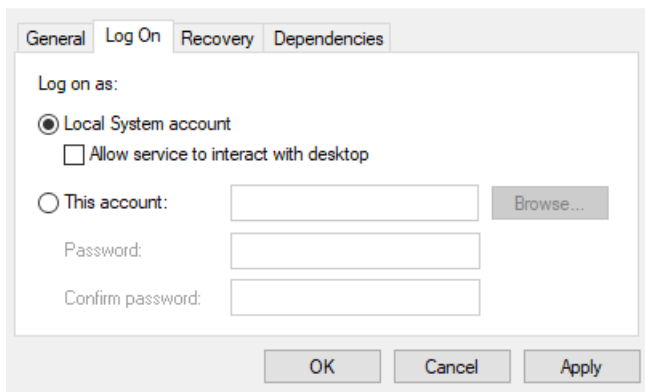 General Log On Recovery Dependencies
Log on as:
Local System account
Allow service to interact with desktop
This account:
Browse...
Password:
Confirm password:
OK Cancel Apply